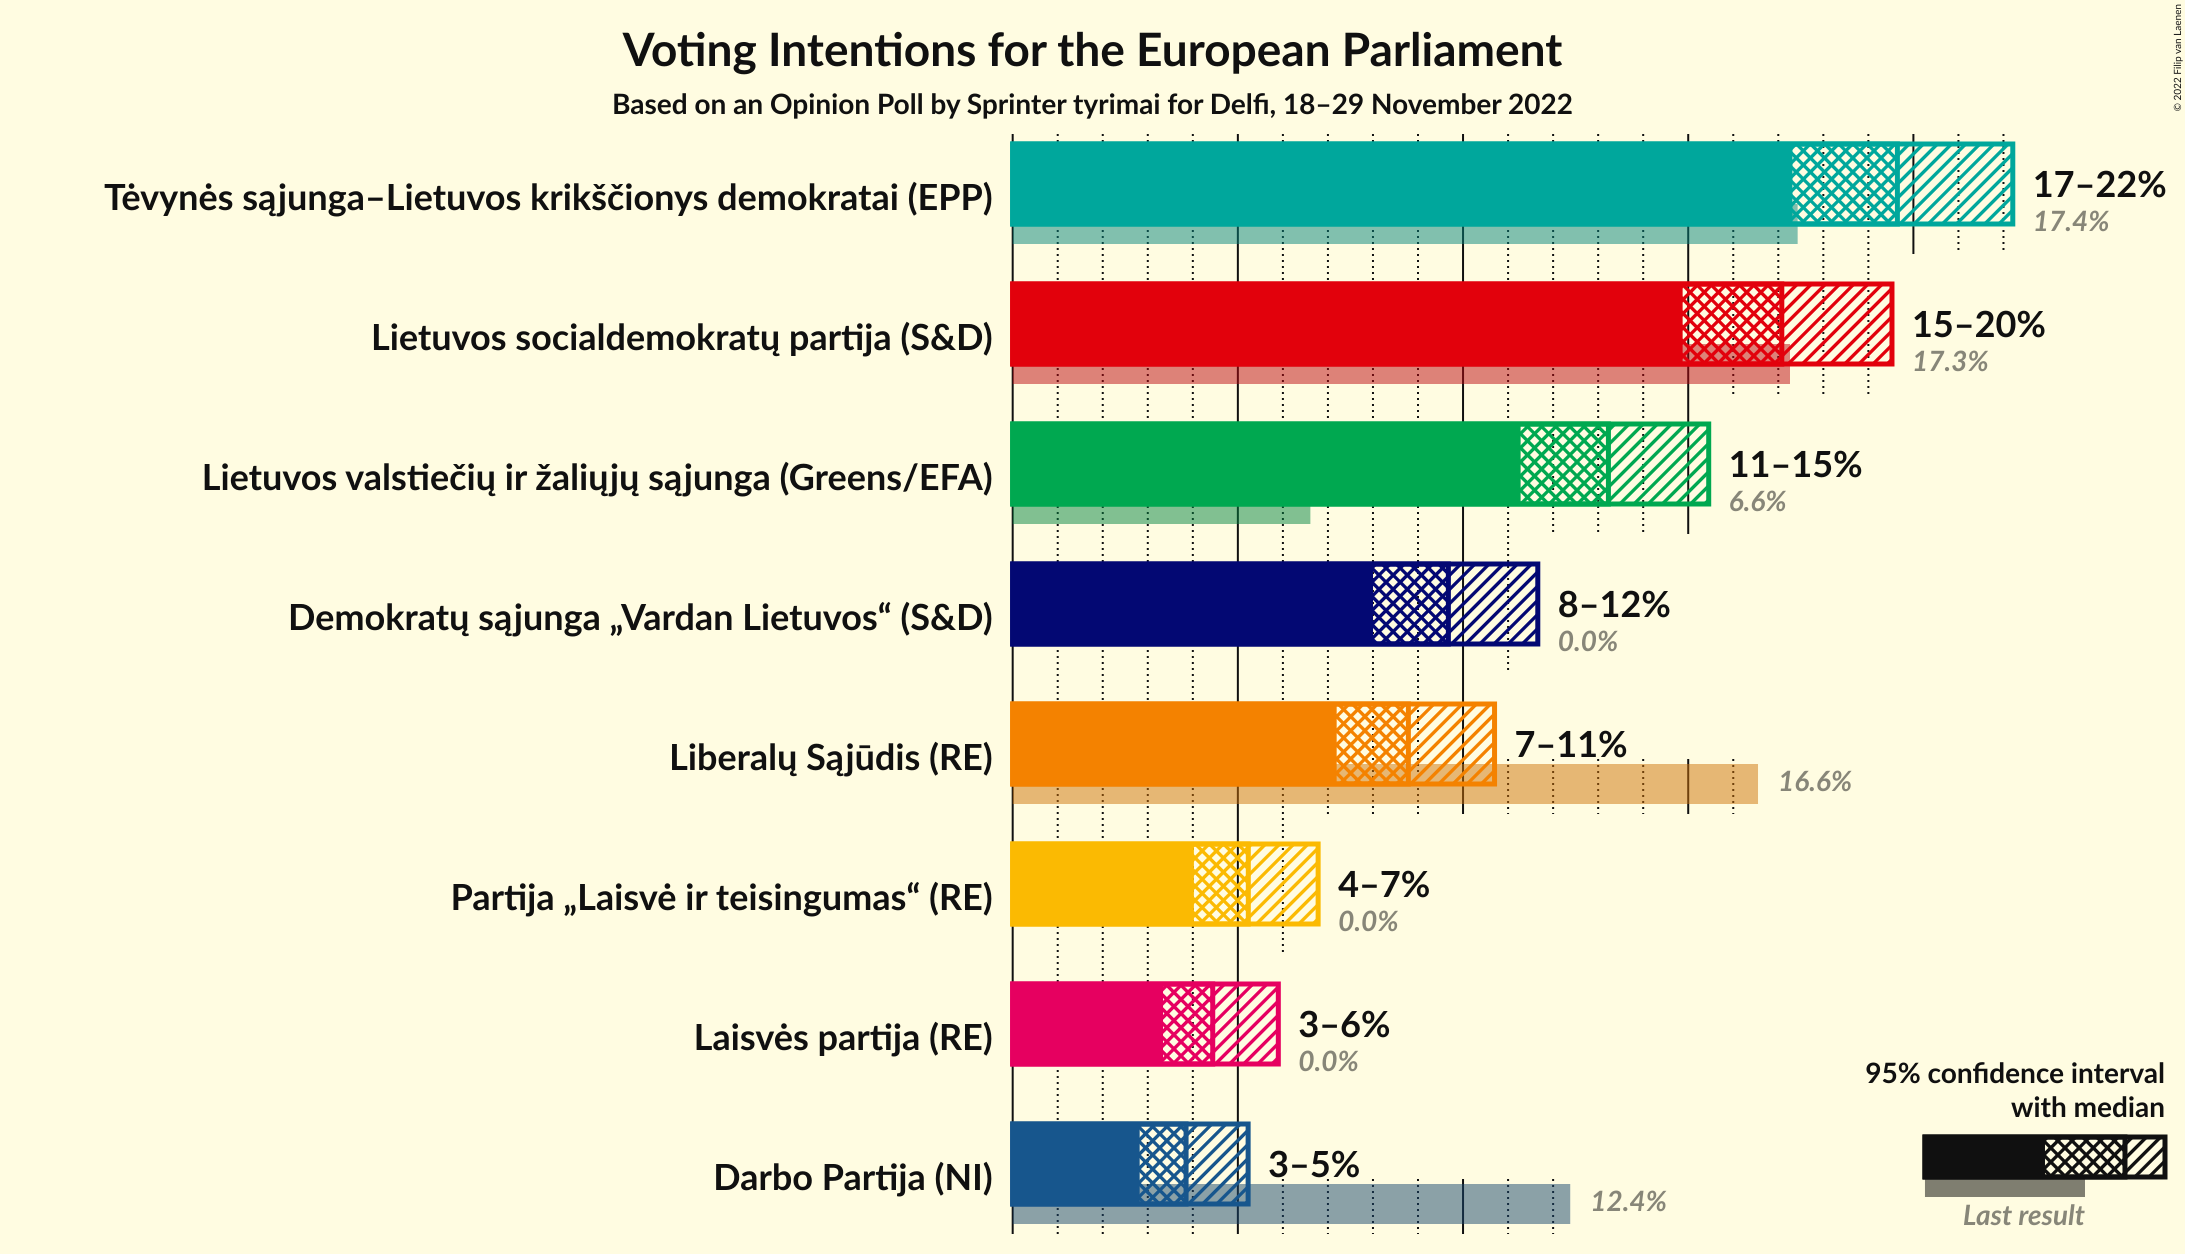 Voting Intentions for the European Parliament
Based on an Opinion Poll by Sprinter tyrimai for Delfi, 18–29 November 2022
© 2022 Filip van Laenen
Tėvynės sąjunga–Lietuvos krikščionys demokratai (EPP)
17–22%
17.4%
Lietuvos socialdemokratų partija (S&D)
15–20%
17.3%
Lietuvos valstiečių ir žaliųjų sąjunga (Greens/EFA)
11–15%
6.6%
Demokratų sąjunga „Vardan Lietuvos“ (S&D)
8–12%
0.0%
Liberalų Sąjūdis (RE)
7–11%
16.6%
Partija „Laisvė ir teisingumas“ (RE)
4–7%
0.0%
Laisvės partija (RE)
3–6%
0.0%
Darbo Partija (NI)
3–5%
12.4%
95% confidence interval
with median
Last result